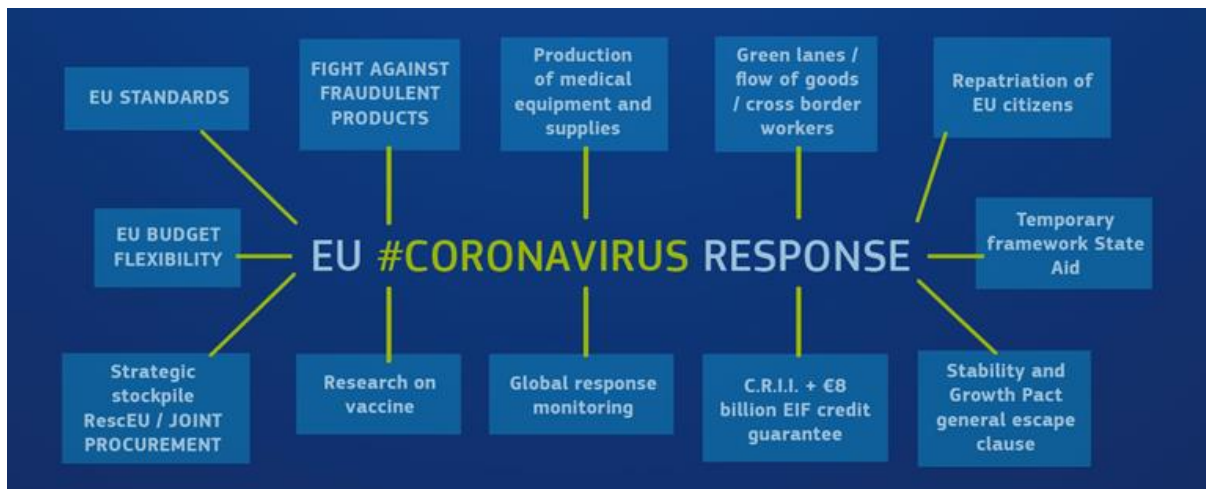 EU STANDARDS
FIGHT AGAINST
FRAUDULENT
PRODUCTS
Production
of medical
equipment and
supplies
Green lanes /
flow of goods
/ cross border
workers
Repatriation of
EU citizens
EU BUDGET
FLEXIBILITY
EU #CORONAVIRUS RESPONSE
Temporary
framework State
Aid
Strategic
stockpile
RescEU / JOINT
PROCUREMENT
Research on
vaccine
Global response
monitoring
C.R.I.I. + €8
billion EIF credit
guarantee
Stability and
Growth Pact
general escape
clause